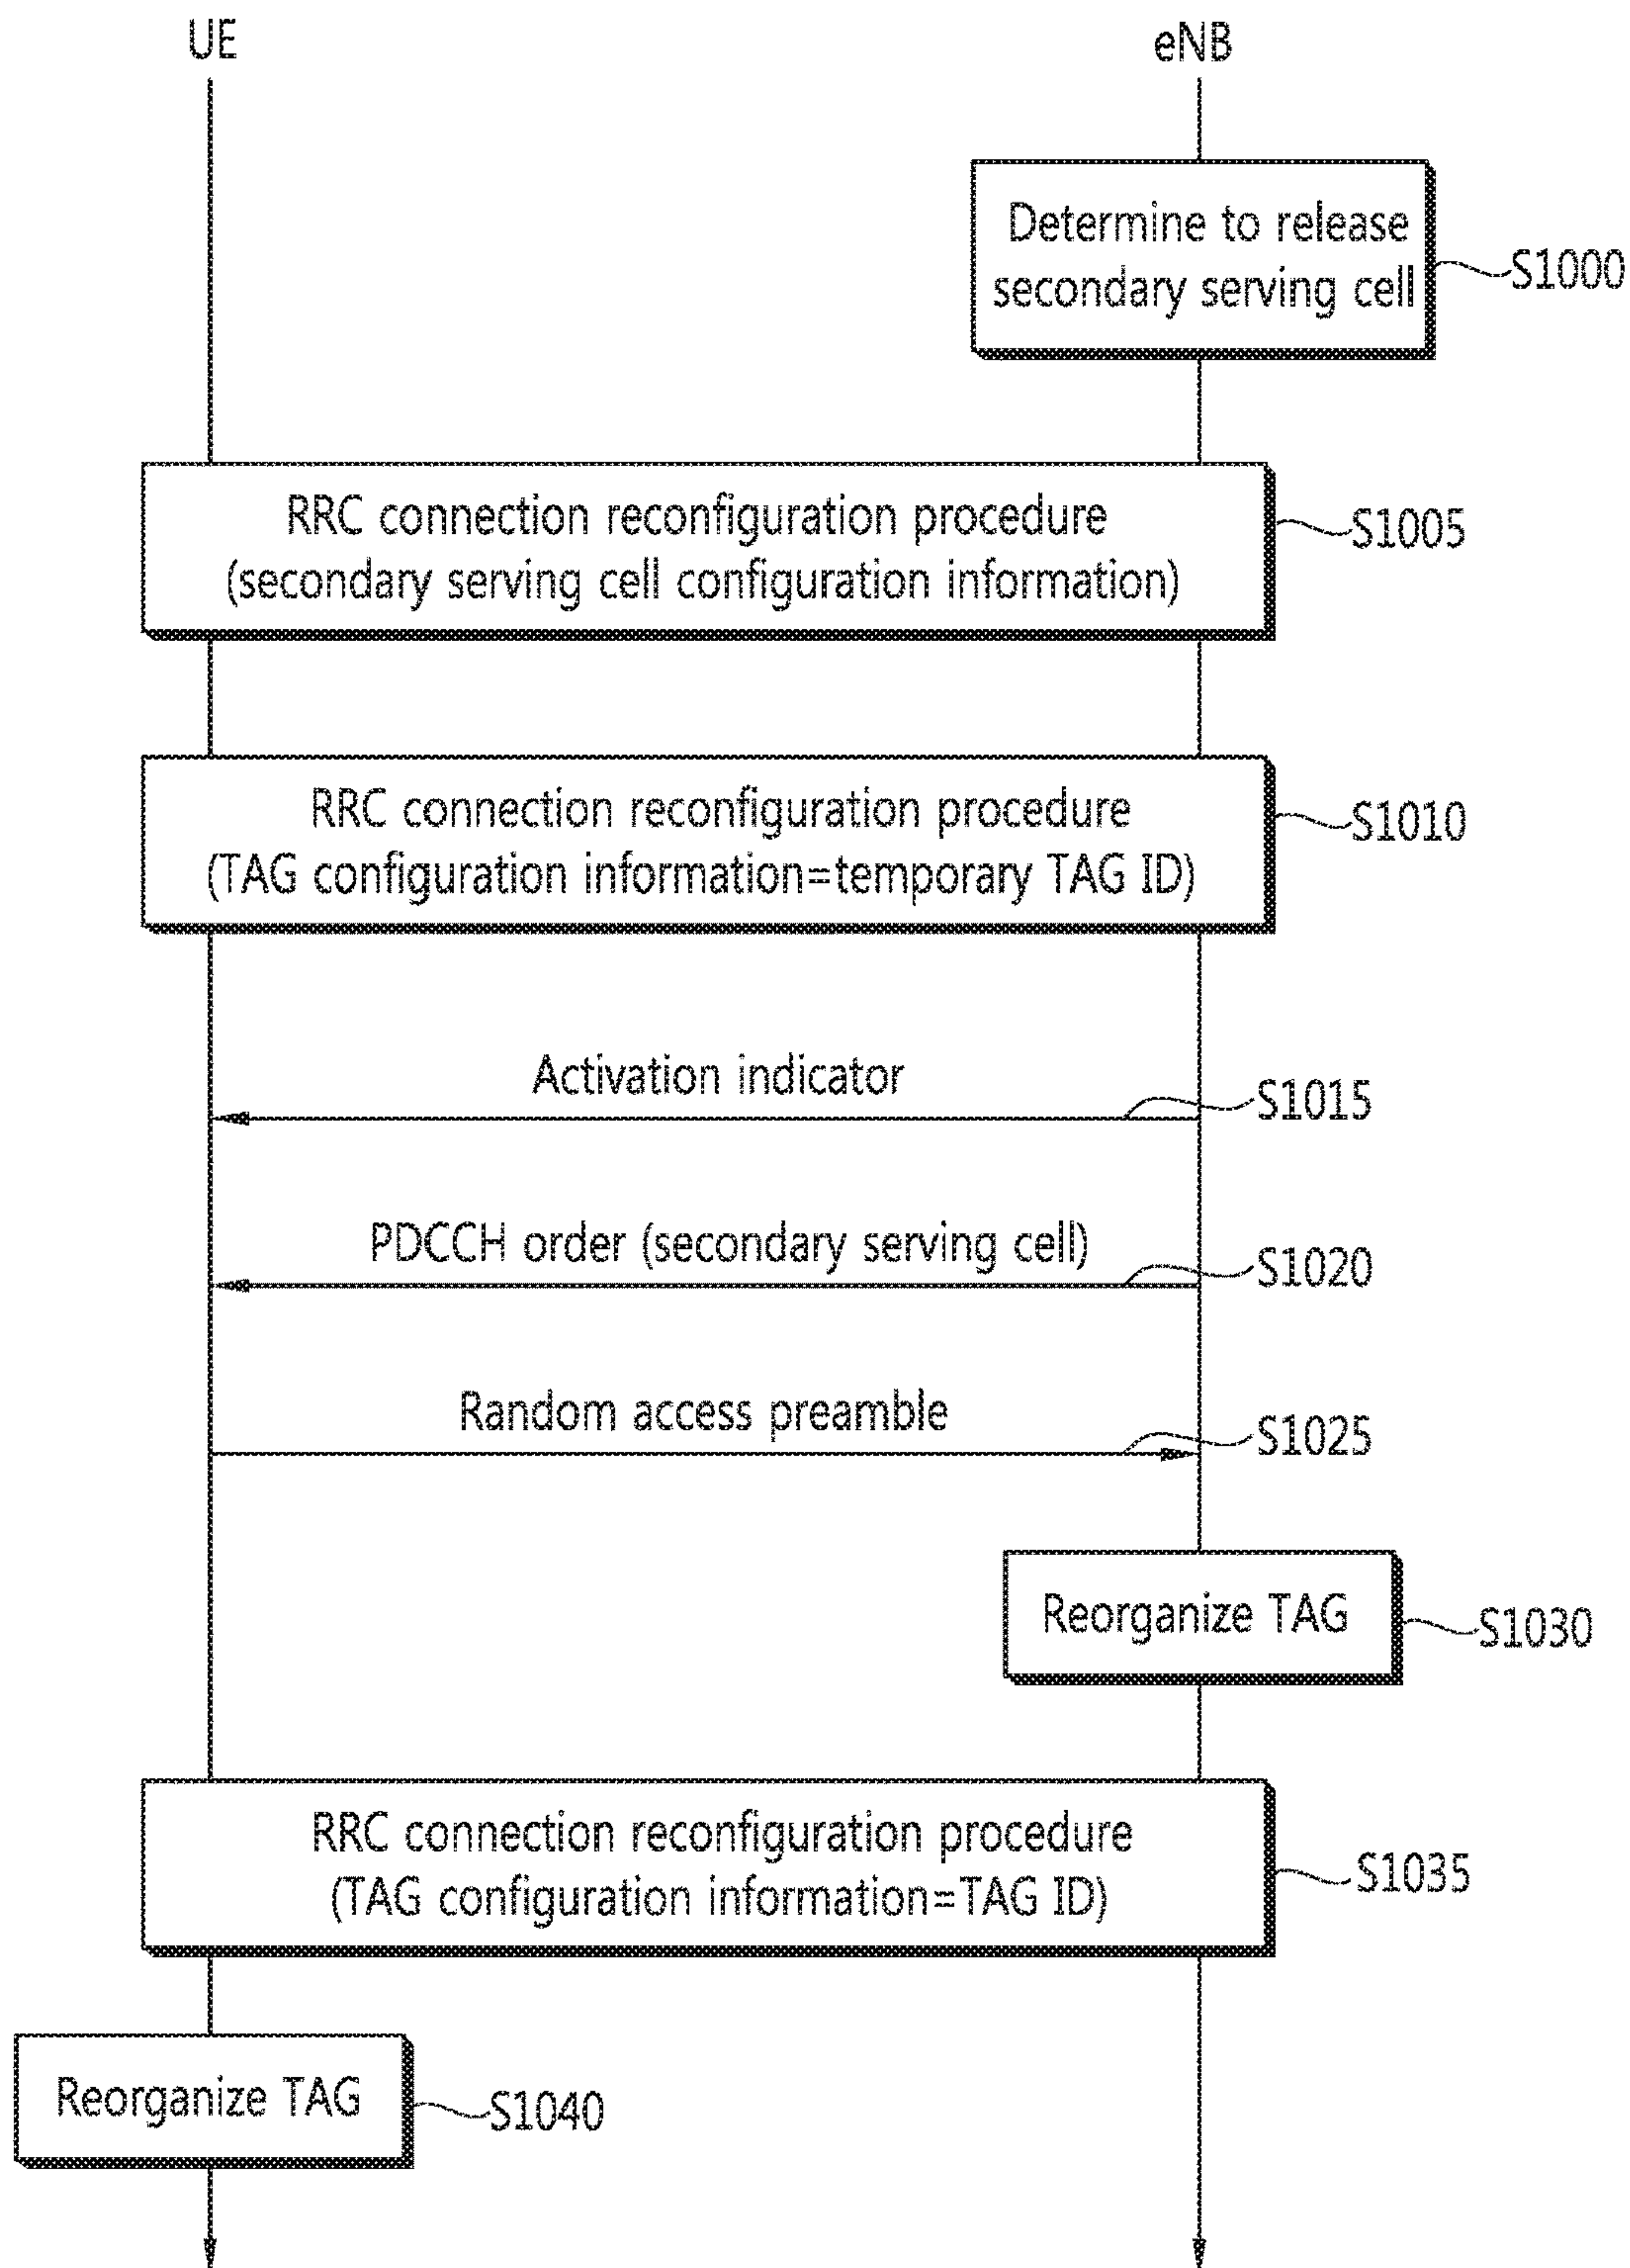 UE
eNB
Determine to release
secondary serving cell
S1000
RRC connection reconfiguration procedure
(secondary serving cell configuration information)
S1005
RRC connection reconfiguration procedure
(TAG configuration information=temporary TAG ID)
S1010
Activation indicator
S1015
PDCCH order (secondary serving cell)
S1020
Random access preamble
S1025
Reorganize TAG
S1030
RRC connection reconfiguration procedure
(TAG configuration information=TAG ID)
S1035
Reorganize TAG
S1040